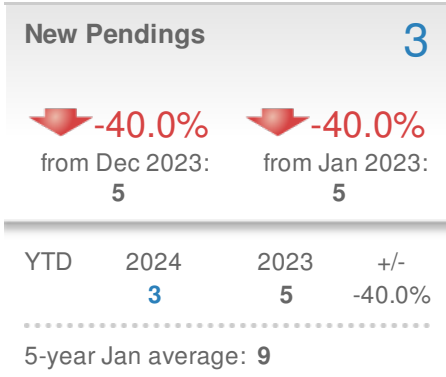 New Pendings 3
-40.0% -40.0%
from Dec 2023: from Jan 2023:
5 5
YTD 2024 2023 +/-
3 5 -40.0%
5-year Jan average: 9